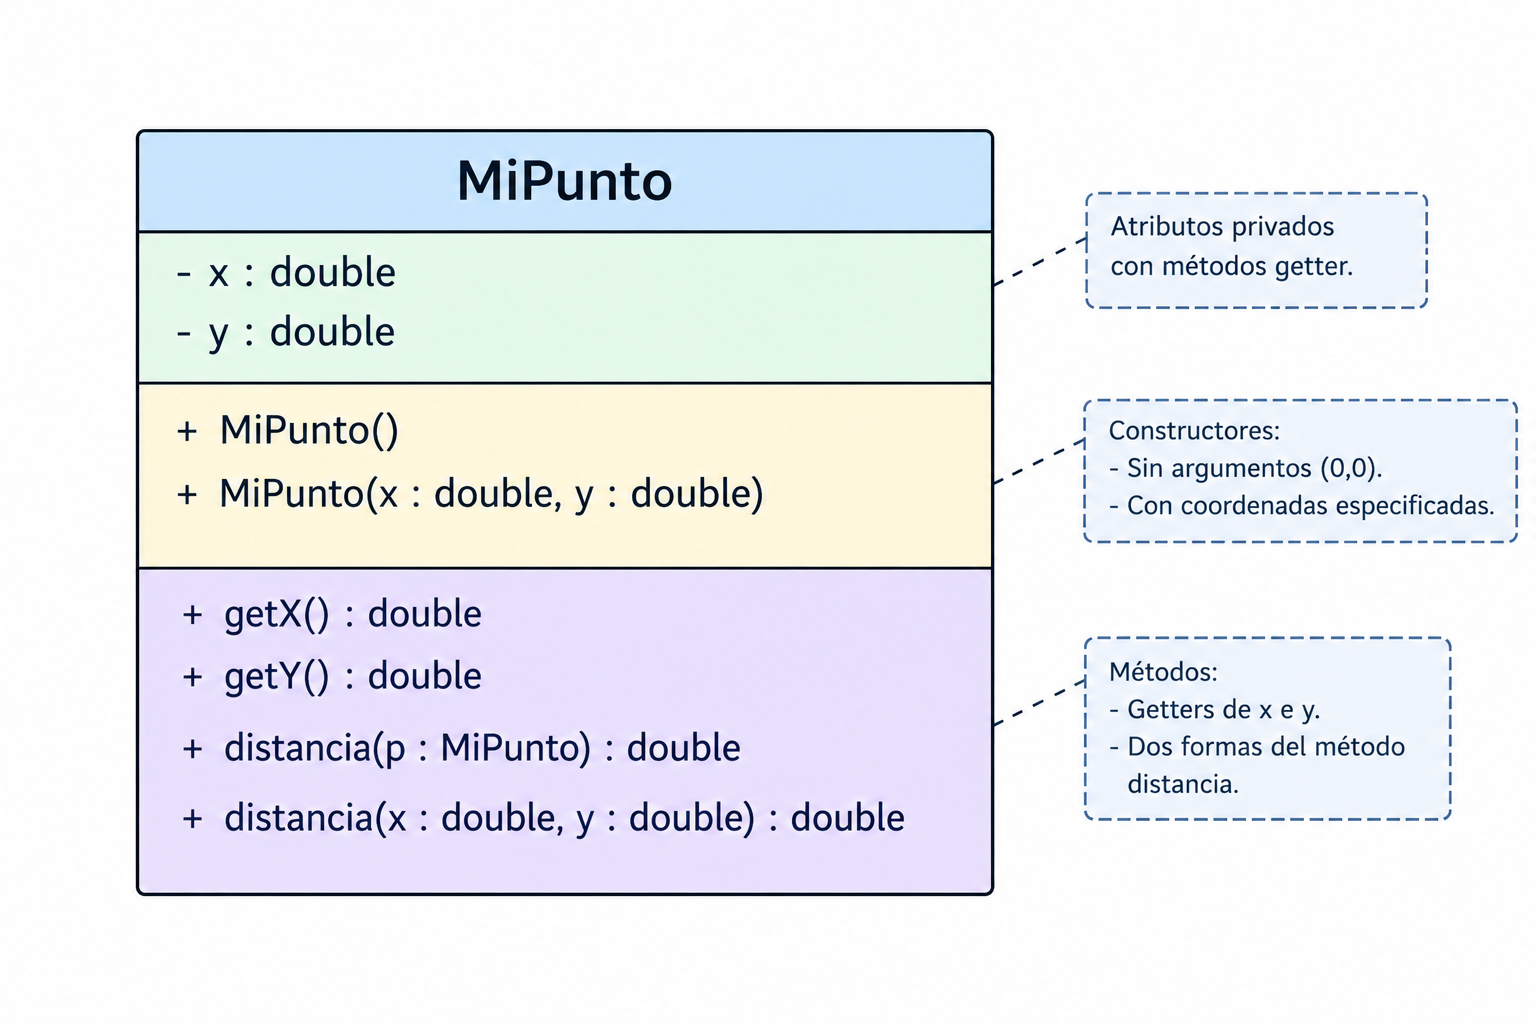 MiPunto
- x : double
- y : double
Atributos privados
con métodos getter.
+ MiPunto()
+ MiPunto(x : double, y : double)
Constructores:
- Sin argumentos (0,0).
- Con coordenadas especificadas.
+ getX() : double
+ getY() : double
+ distancia(p : MiPunto) : double
+ distancia(x : double, y : double) : double
Métodos:
- Getters de x e y.
- Dos formas del método
distancia.